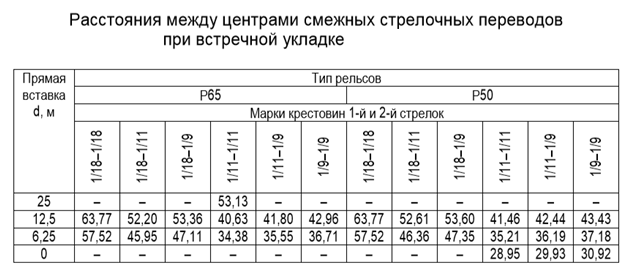 Расстояния между центрами смежных стрелочных переводов
при встречной укладке
Прямая вставка d, м
Тип рельсов
Р65 Р50
Марки крестовин 1-й и 2-й стрелок
1/18–1/18 1/18–1/11 1/18–1/9 1/11–1/11 1/11–1/9 1/9–1/9 1/18–1/18 1/18–1/11 1/18–1/9 1/11–1/11 1/11–1/9 1/9–1/9
25 – – – 53,13 – – – – – – – –
12,5 63,77 52,20 53,36 40,63 41,80 42,96 63,77 52,61 53,60 41,46 42,44 43,43
6,25 57,52 45,95 47,11 34,38 35,55 36,71 57,52 46,36 47,35 35,21 36,19 37,18
0 – – – – – – – – – 28,95 29,93 30,92